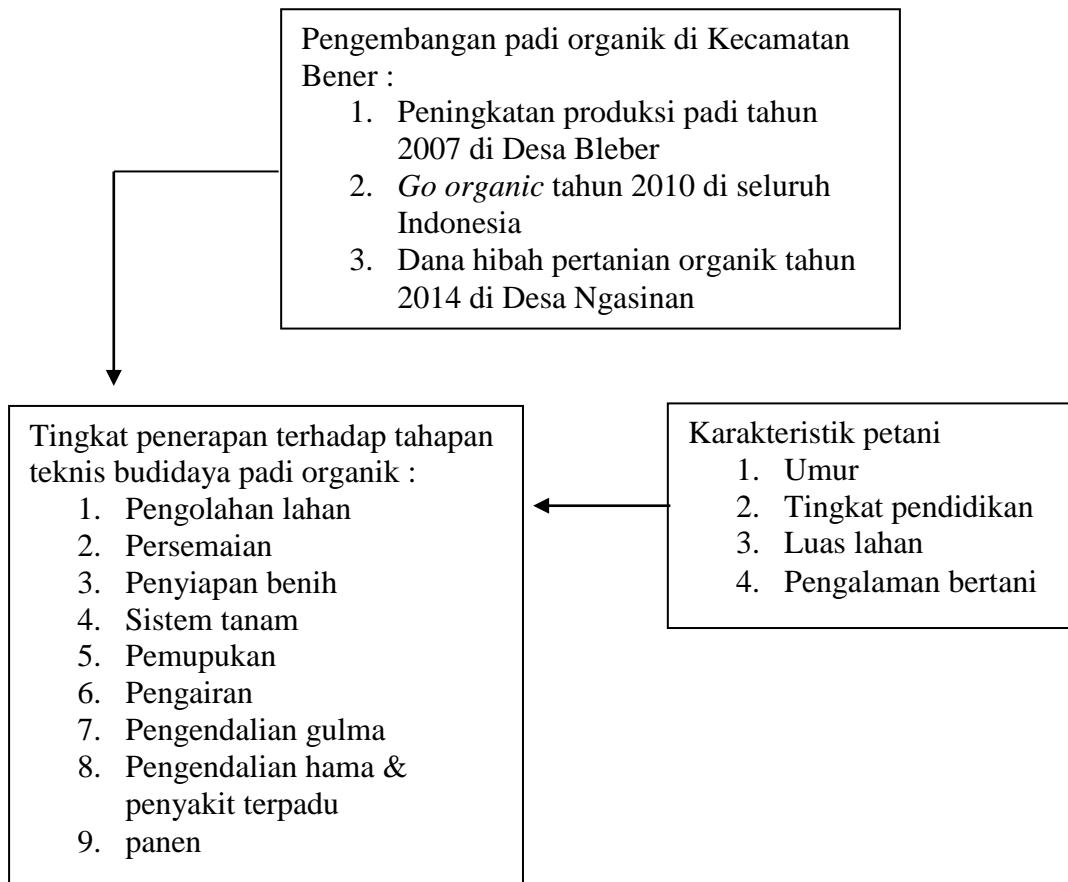 Pengembangan padi organik di Kecamatan
Bener :
1. Peningkatan produksi padi tahun
2007 di Desa Bleber
2. Go organic tahun 2010 di seluruh
Indonesia
3. Dana hibah pertanian organik tahun
2014 di Desa Ngasinan
Tingkat penerapan terhadap tahapan
teknis budidaya padi organik :
1. Pengolahan lahan
2. Persemaian
3. Penyiapan benih
4. Sistem tanam
5. Pemupukan
6. Pengairan
7. Pengendalian gulma
8. Pengendalian hama &
penyakit terpadu
9. panen
Karakteristik petani
1. Umur
2. Tingkat pendidikan
3. Luas lahan
4. Pengalaman bertani